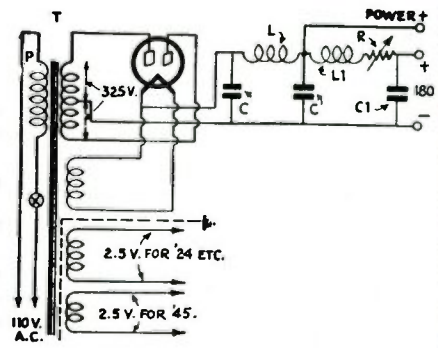 T
POWER+
P
L
R
325V.
L1
+
C
C
C1
180
−
2.5 V. FOR '24 ETC.
2.5 V. FOR '45.
110V.
A.C.